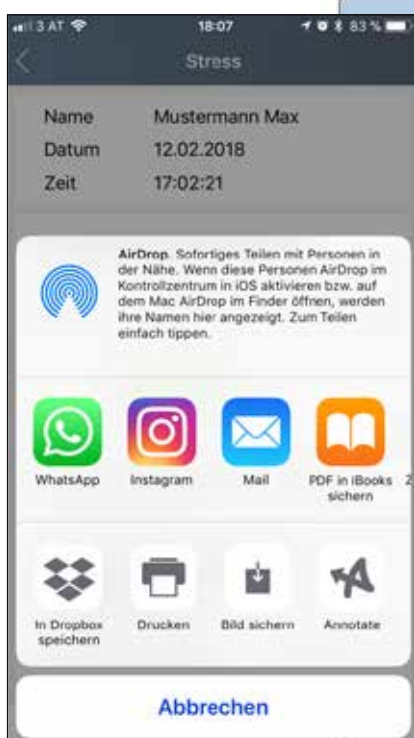 3 AT 18:07 83 %
Stress
Name Mustermann Max
Datum 12.02.2018
Zeit 17:02:21
AirDrop. Sofortiges Teilen mit Personen in
der Nähe. Wenn diese Personen AirDrop im
Kontrollzentrum in iOS aktivieren bzw. auf
dem Mac AirDrop im Finder öffnen, werden
ihre Namen hier angezeigt. Zum Teilen
einfach tippen.
WhatsApp Instagram Mail PDF in iBooks
sichern
In Dropbox Drucken Bild sichern Annotate
speichern
Abbrechen